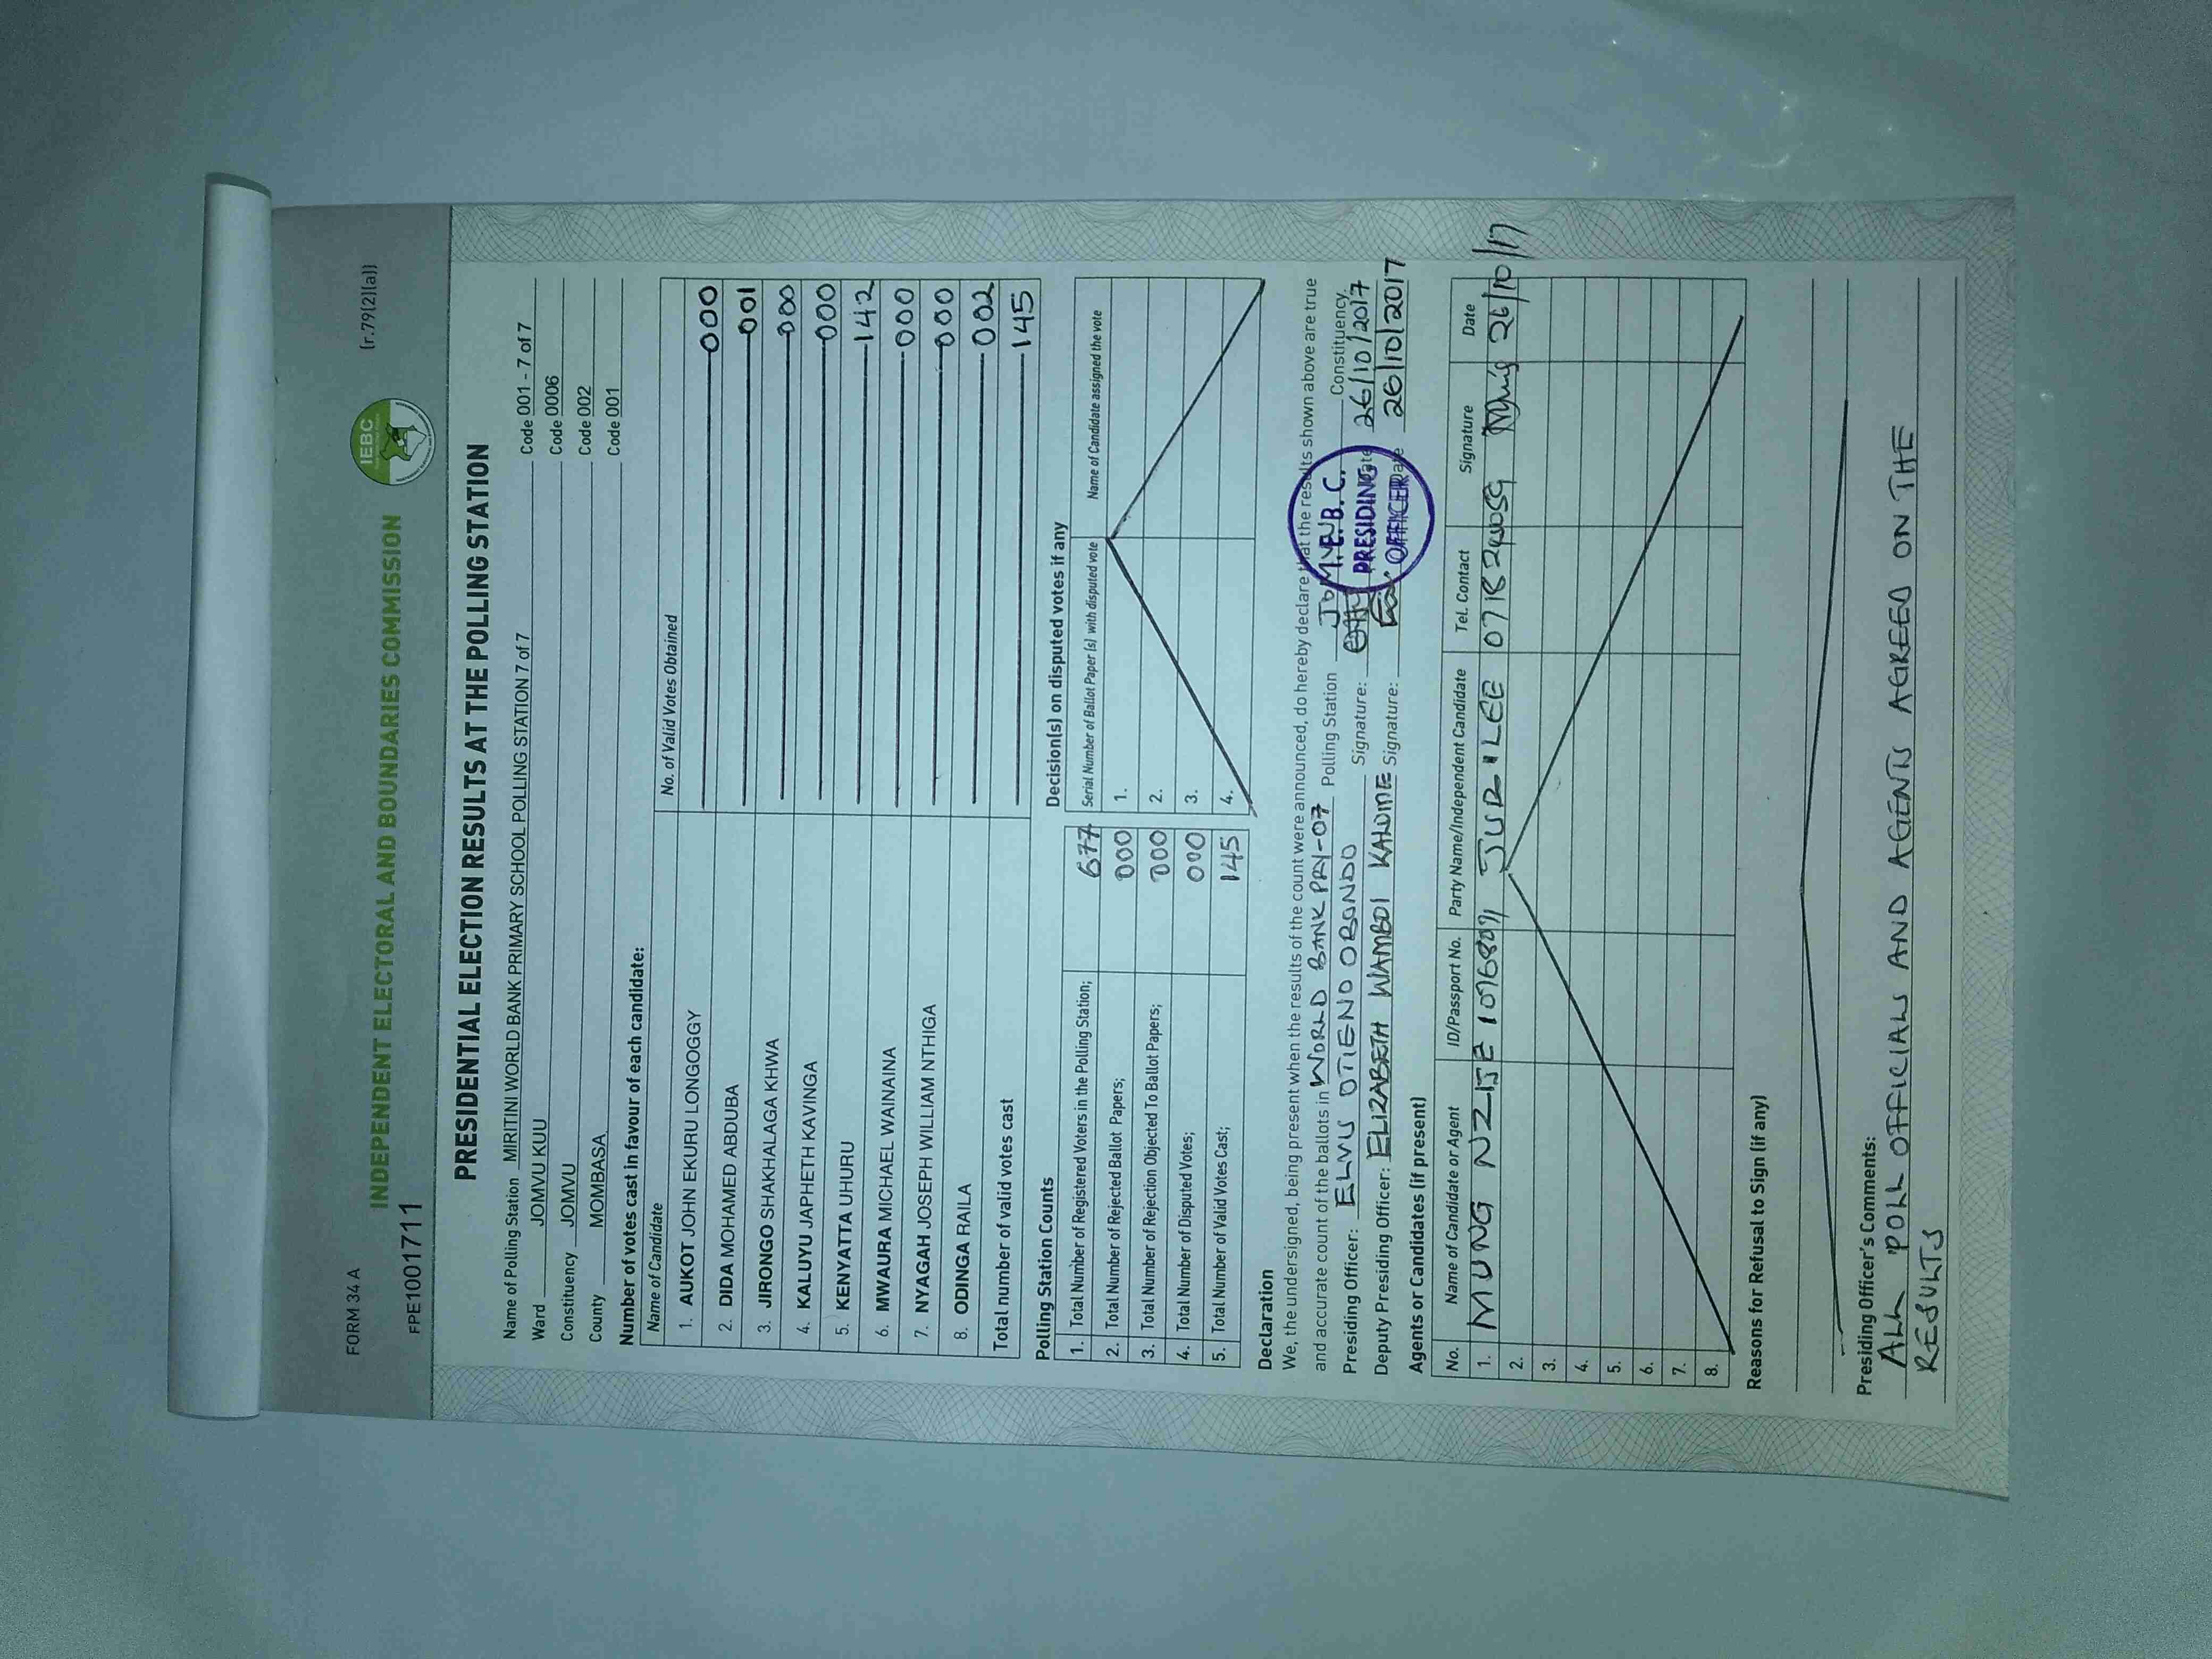 FORM 34 A
(r.79(2)(a))
IEBC
INDEPENDENT ELECTORAL AND BOUNDARIES COMMISSION
FPE1001711
PRESIDENTIAL ELECTION RESULTS AT THE POLLING STATION
Name of Polling Station MIRITINI WORLD BANK PRIMARY SCHOOL POLLING STATION 7 of 7 Code 001 - 7 of 7
Ward JOMVU KUU Code 0006
Constituency JOMVU Code 002
County MOMBASA Code 001
Number of votes cast in favour of each candidate:
Name of Candidate No. of Valid Votes Obtained
1. AUKOT JOHN EKURU LONGOGGY 000
2. DIDA MOHAMED ABDUBA 001
3. JIRONGO SHAKHALAGA KHWA 000
4. KALUYU JAPHETH KAVINGA 000
5. KENYATTA UHURU 142
6. MWAURA MICHAEL WAINAINA 000
7. NYAGAH JOSEPH WILLIAM NTHIGA 000
8. ODINGA RAILA 002
Total number of valid votes cast 145
Polling Station Counts
1. Total Number of Registered Voters in the Polling Station; 677
2. Total Number of Rejected Ballot Papers; 000
3. Total Number of Rejection Objected To Ballot Papers; 000
4. Total Number of Disputed Votes; 000
5. Total Number of Valid Votes Cast; 145
Decision(s) on disputed votes if any
Serial Number of Ballot Paper (s) with disputed vote Name of Candidate assigned the vote
1.
2.
3.
4.
Declaration
We, the undersigned, being present when the results of the count were announced, do hereby declare that the results shown above are true
and accurate count of the ballots in WORLD BANK PRY-07 Polling Station JOMVU Constituency.
Presiding Officer: ELVIS OTIENO OBONDO Signature: Date 26/10/2017
Deputy Presiding Officer: ELIZABETH WAMBOI KALONE Signature: Date 26/10/2017
I.E.B.C.
PRESIDING
OFFICER
Agents or Candidates (if present)
No. Name of Candidate or Agent ID/Passport No. Party Name/Independent Candidate Tel. Contact Signature Date
1. MUNG NZIJE JUBILEE 26/10/17
2.
3.
4.
5.
6.
7.
8.
Reasons for Refusal to Sign (if any)
Presiding Officer's Comments:
ALL POLL OFFICIALS AND AGENTS AGREED ON THE
RESULTS